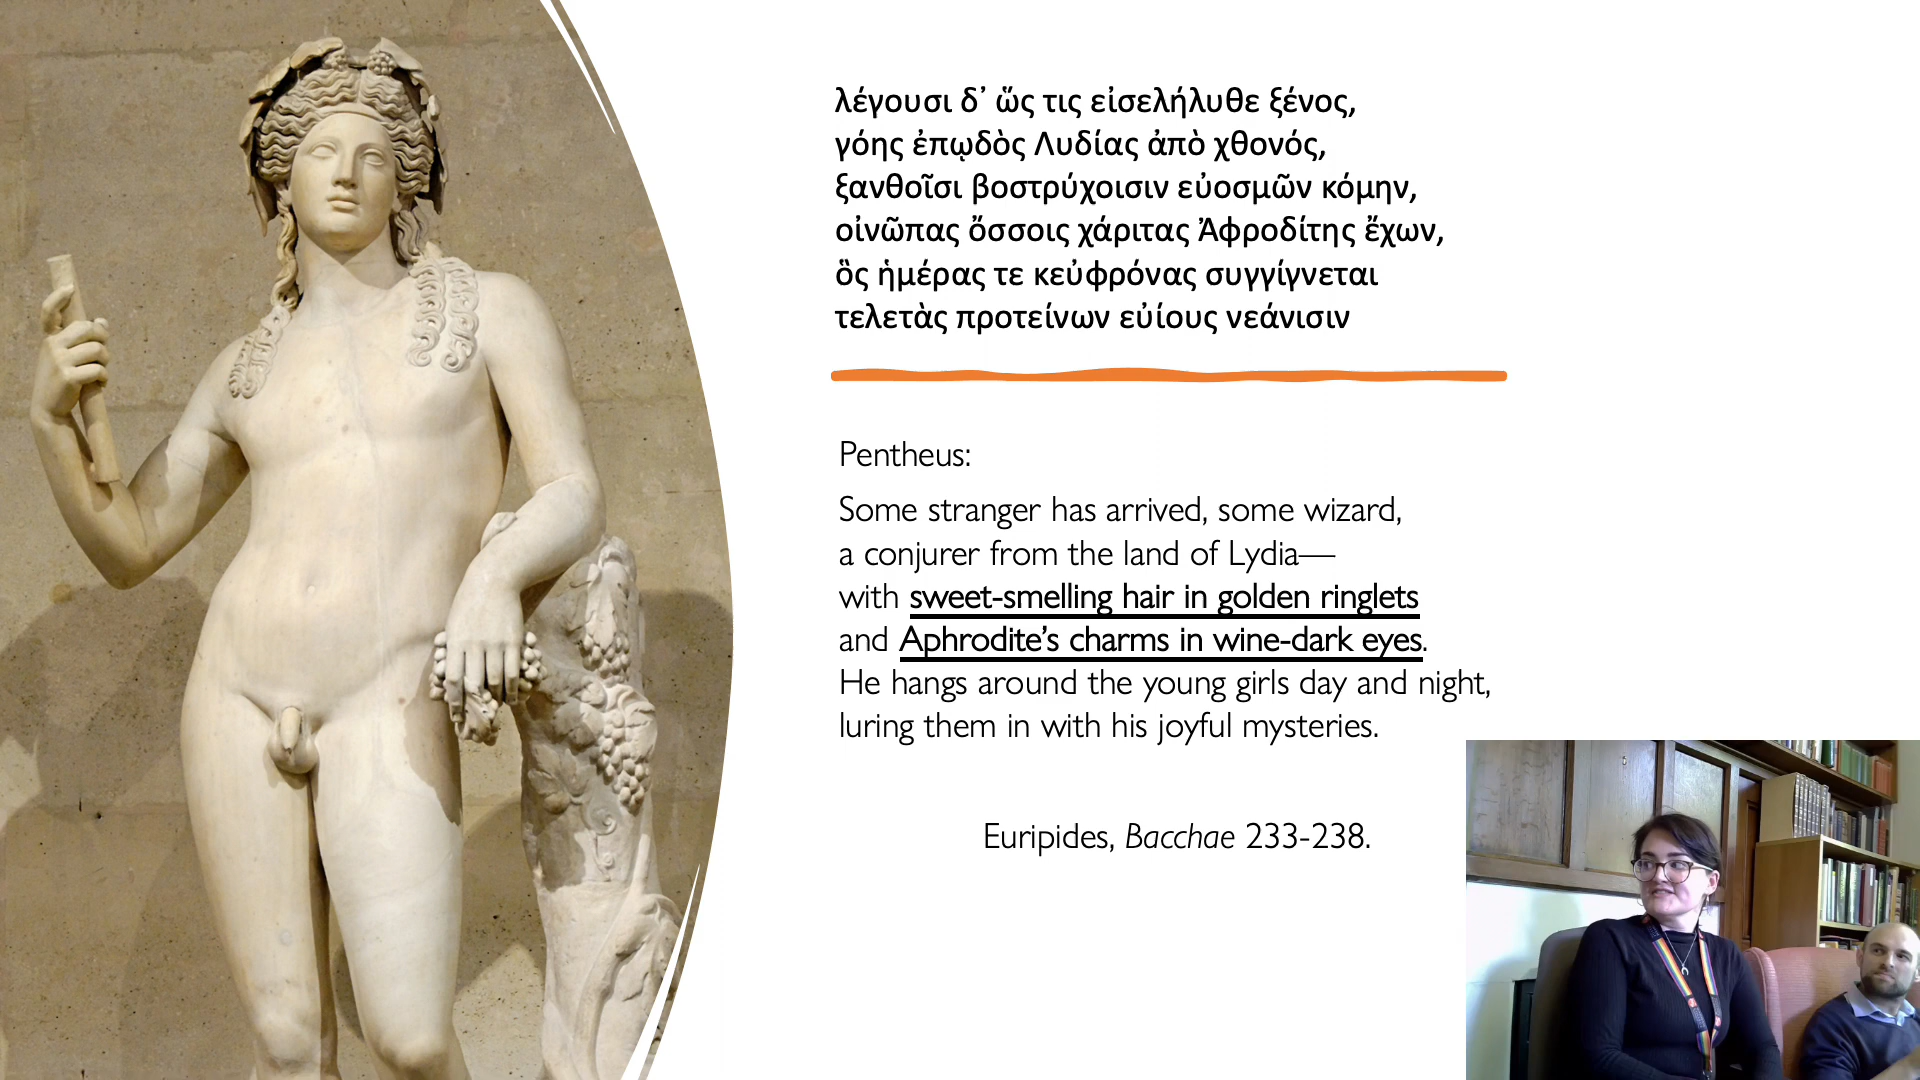 λέγουσι δ᾽ ὥς τις εἰσελήλυθε ξένος,
γόης ἐπῳδὸς Λυδίας ἀπὸ χθονός,
ξανθοῖσι βοστρύχοισιν εὐοσμῶν κόμην,
οἰνῶπας ὄσσοις χάριτας Ἀφροδίτης ἔχων,
ὃς ἡμέρας τε κεὐφρόνας συγγίγνεται
τελετὰς προτείνων εὐίους νεάνισιν
Pentheus:
Some stranger has arrived, some wizard,
a conjurer from the land of Lydia—
with sweet-smelling hair in golden ringlets
and Aphrodite’s charms in wine-dark eyes.
He hangs around the young girls day and night,
luring them in with his joyful mysteries.
Euripides, Bacchae 233-238.